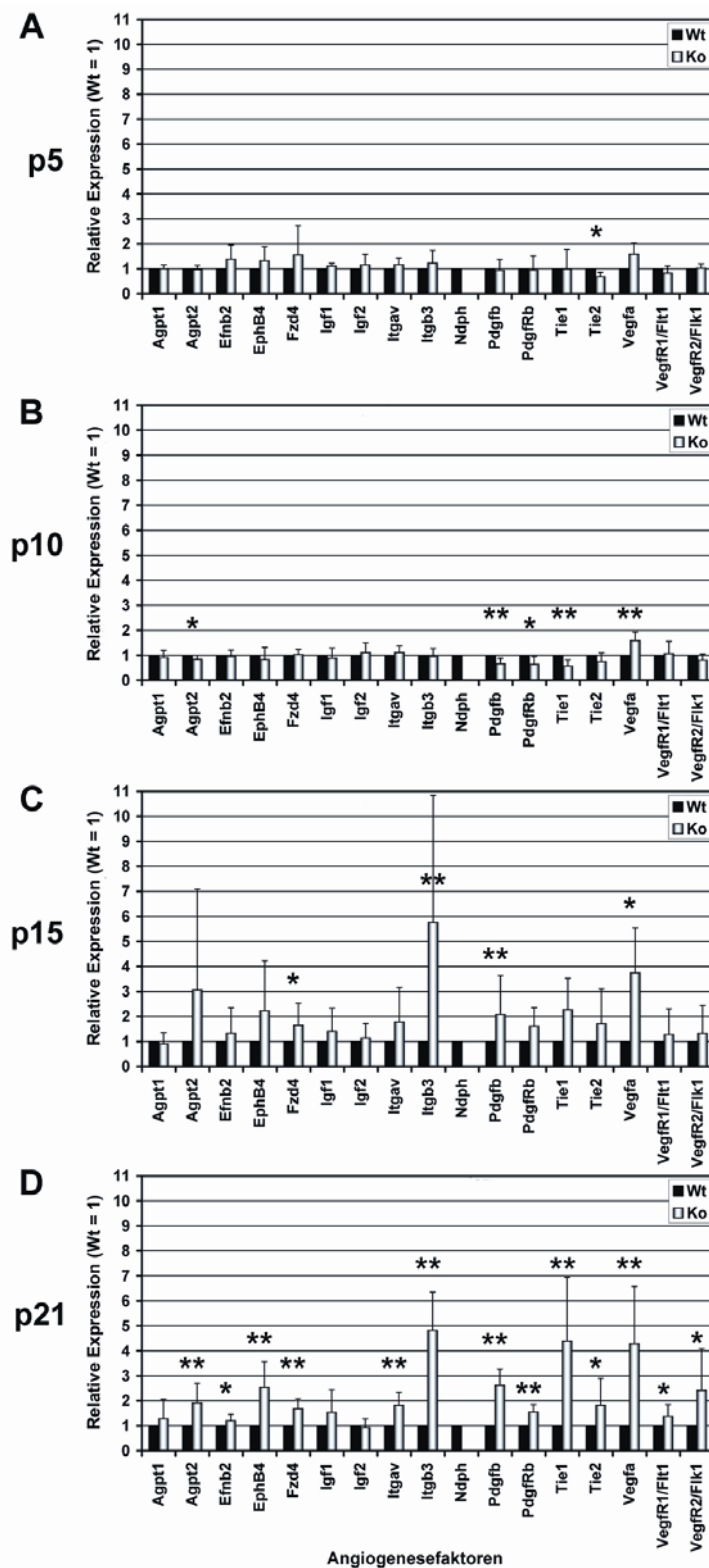 A
p5
Relative Expression (Wt = 1)
11
10
9
8
7
6
5
4
3
2
1
0
Wt
Ko
*
Agpt1
Agpt2
Efnb2
EphB4
Fzd4
Igf1
Igf2
Itgav
Itgb3
Ndph
Pdgfb
PdgfRb
Tie1
Tie2
Vegfa
VegfR1/Flt1
VegfR2/Flk1
B
p10
Relative Expression (Wt = 1)
11
10
9
8
7
6
5
4
3
2
1
0
Wt
Ko
* ** * ** **
Agpt1
Agpt2
Efnb2
EphB4
Fzd4
Igf1
Igf2
Itgav
Itgb3
Ndph
Pdgfb
PdgfRb
Tie1
Tie2
Vegfa
VegfR1/Flt1
VegfR2/Flk1
C
p15
Relative Expression (Wt = 1)
11
10
9
8
7
6
5
4
3
2
1
0
Wt
Ko
* ** ** *
Agpt1
Agpt2
Efnb2
EphB4
Fzd4
Igf1
Igf2
Itgav
Itgb3
Ndph
Pdgfb
PdgfRb
Tie1
Tie2
Vegfa
VegfR1/Flt1
VegfR2/Flk1
D
p21
Relative Expression (Wt = 1)
11
10
9
8
7
6
5
4
3
2
1
0
Wt
Ko
** * ** ** ** ** ** ** ** * ** * *
Agpt1
Agpt2
Efnb2
EphB4
Fzd4
Igf1
Igf2
Itgav
Itgb3
Ndph
Pdgfb
PdgfRb
Tie1
Tie2
Vegfa
VegfR1/Flt1
VegfR2/Flk1
Angiogenesefaktoren